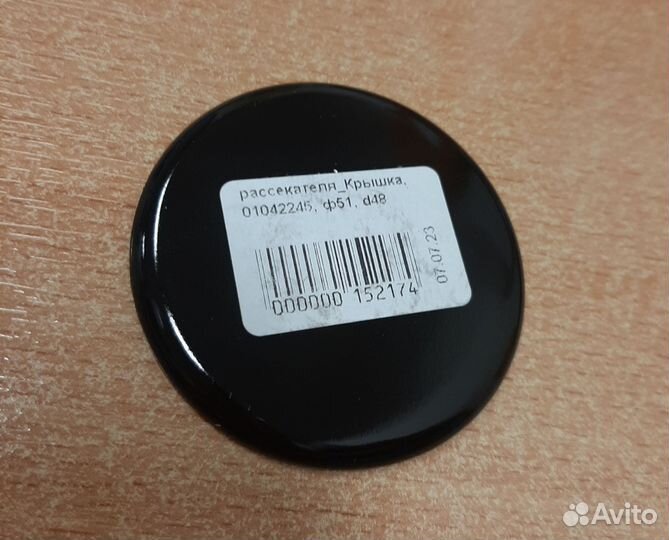 рассекателя_Крышка,
01042245, ф51, d48
000000 152174
07.07.23
Avito